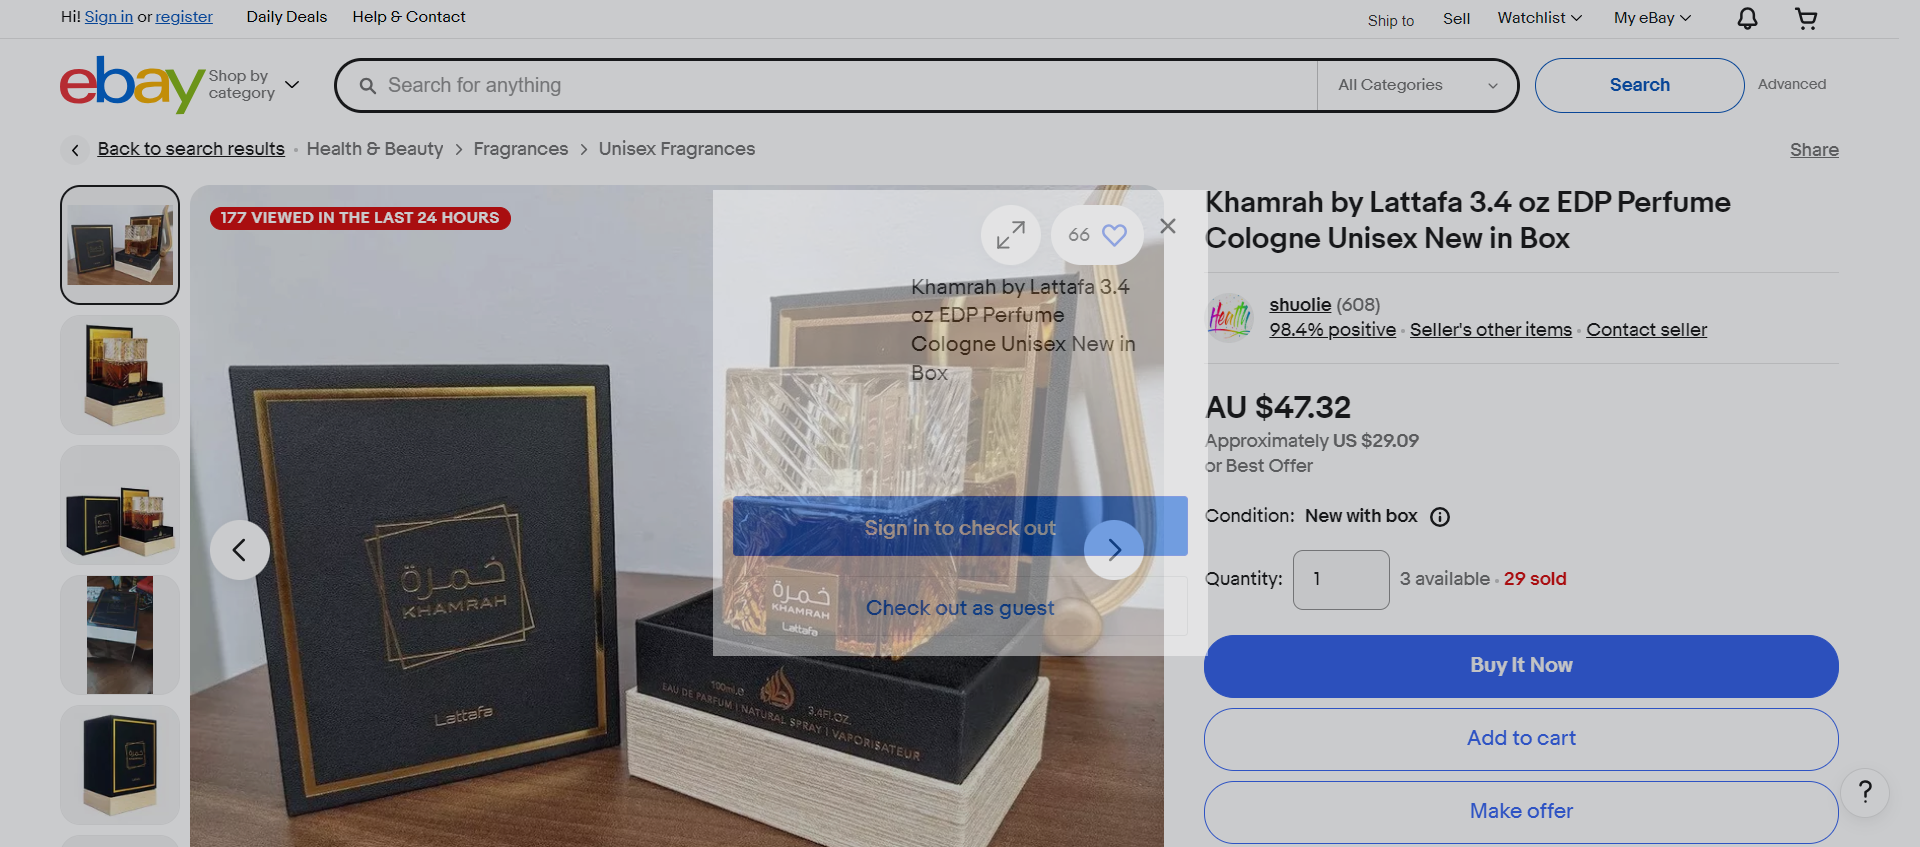 Hi! Sign in or register
Daily Deals
Help & Contact
Ship to
Sell
Watchlist
My eBay
ebay
Shop by
category
Search for anything
All Categories
Search
Advanced
Back to search results
Health & Beauty
Fragrances
Unisex Fragrances
Share
177 VIEWED IN THE LAST 24 HOURS
66
Khamrah by Lattafa 3.4
oz EDP Perfume
Cologne Unisex New in
Box
Sign in to check out
Check out as guest
خمرة
KHAMRAH
Lattafa
خمرة
KHAMRAH
Lattafa
100ml.e
3.4FL.OZ.
EAU DE PARFUM | NATURAL SPRAY | VAPORISATEUR
Khamrah by Lattafa 3.4 oz EDP Perfume
Cologne Unisex New in Box
Health
shuolie (608)
98.4% positive · Seller's other items · Contact seller
AU $47.32
Approximately US $29.09
or Best Offer
Condition: New with box
Quantity: 1 3 available · 29 sold
Buy It Now
Add to cart
Make offer
?